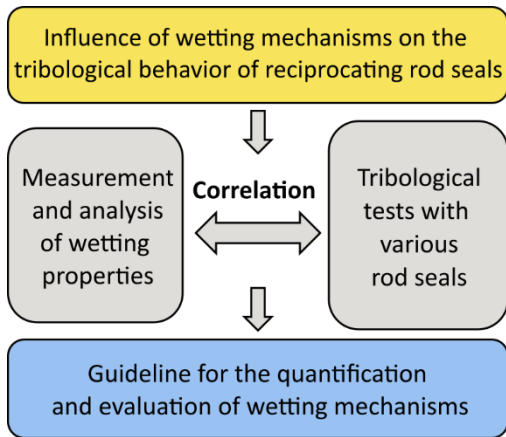 Influence of wetting mechanisms on the
tribological behavior of reciprocating rod seals
Measurement
and analysis
of wetting
properties
Correlation
Tribological
tests with
various
rod seals
Guideline for the quantification
and evaluation of wetting mechanisms